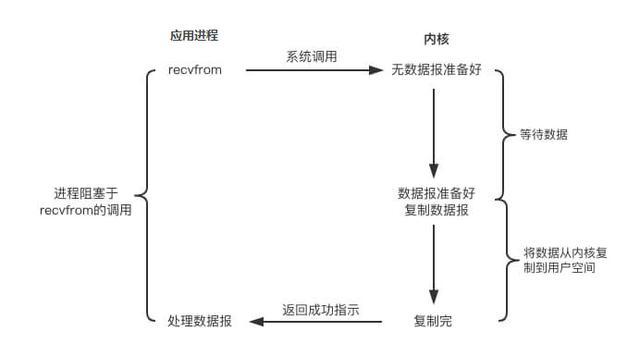 应用进程
内核
系统调用
recvfrom
无数据报准备好
等待数据
进程阻塞于
recvfrom的调用
数据报准备好
复制数据报
将数据从内核复
制到用户空间
返回成功指示
处理数据报
复制完